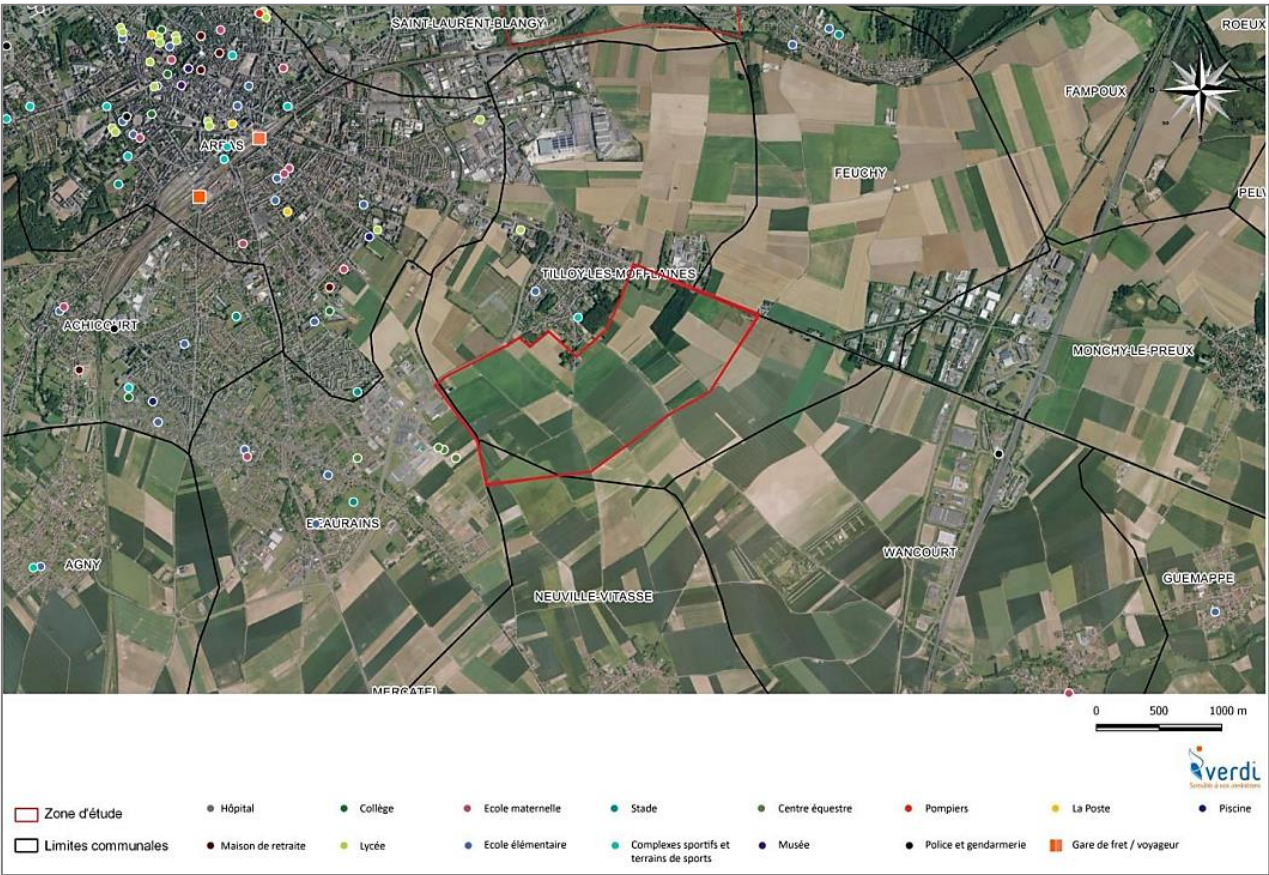 SAINT-LAURENT-BLANGY
ROEUX
FAMPOUX
ARRAS
FEUCHY
PELV
TILLOY-LES-MOFFLAINES
ACHICOURT
MONCHY-LE-PREUX
BEAURAINS
WANCOURT
AGNY
GUEMAPPE
NEUVILLE-VITASSE
MERCATEL
0 500 1000 m
verdi
Sensible à vos ambitions
Zone d'étude
Hôpital
Collège
Ecole maternelle
Stade
Centre équestre
Pompiers
La Poste
Piscine
Limites communales
Maison de retraite
Lycée
Ecole élémentaire
Complexes sportifs et
terrains de sports
Musée
Police et gendarmerie
Gare de fret / voyageur